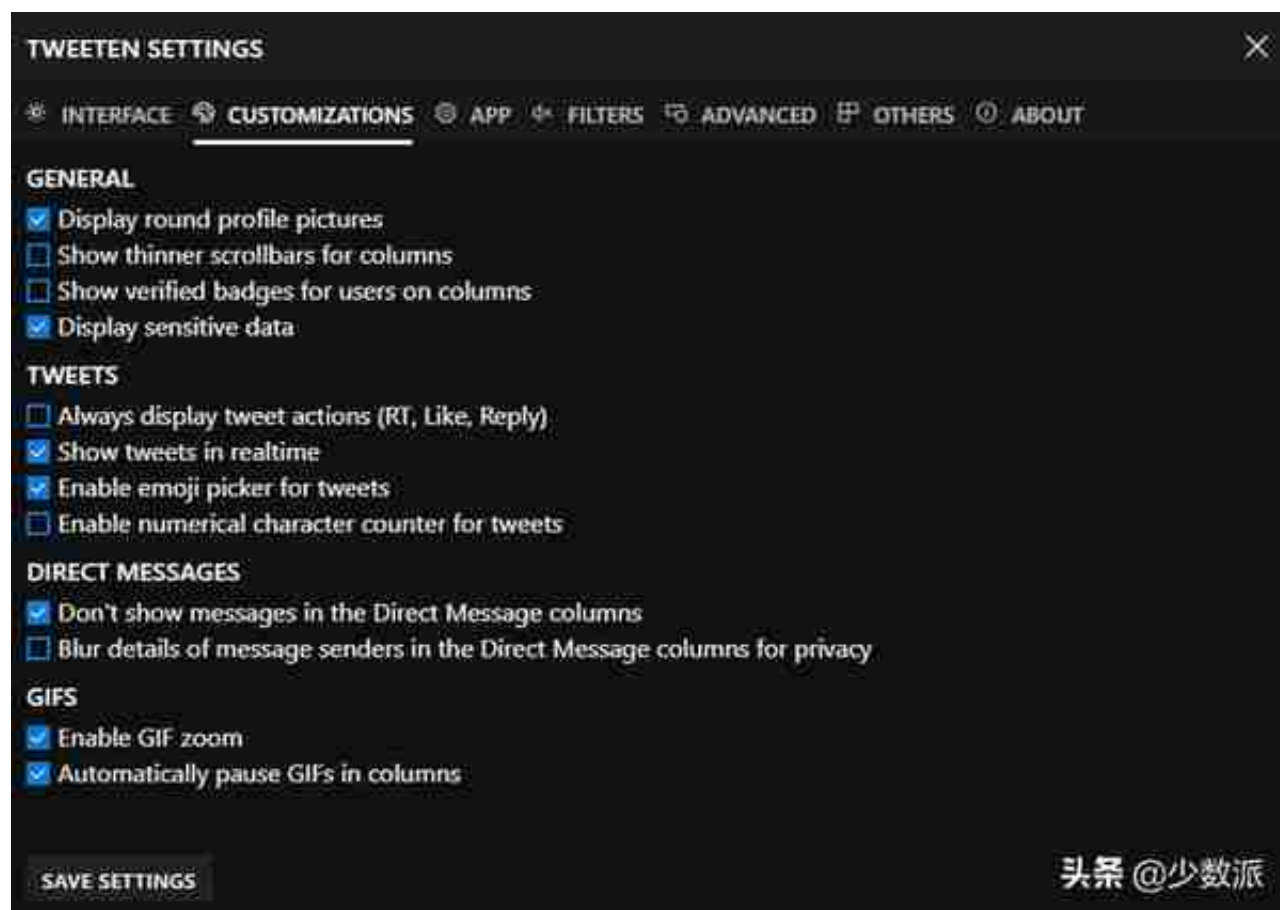 TWEETEN SETTINGS
INTERFACE CUSTOMIZATIONS APP FILTERS ADVANCED OTHERS ABOUT
GENERAL
Display round profile pictures
Show thinner scrollbars for columns
Show verified badges for users on columns
Display sensitive data
TWEETS
Always display tweet actions (RT, Like, Reply)
Show tweets in realtime
Enable emoji picker for tweets
Enable numerical character counter for tweets
DIRECT MESSAGES
Don't show messages in the Direct Message columns
Blur details of message senders in the Direct Message columns for privacy
GIFS
Enable GIF zoom
Automatically pause GIFs in columns
SAVE SETTINGS
头条 @少数派